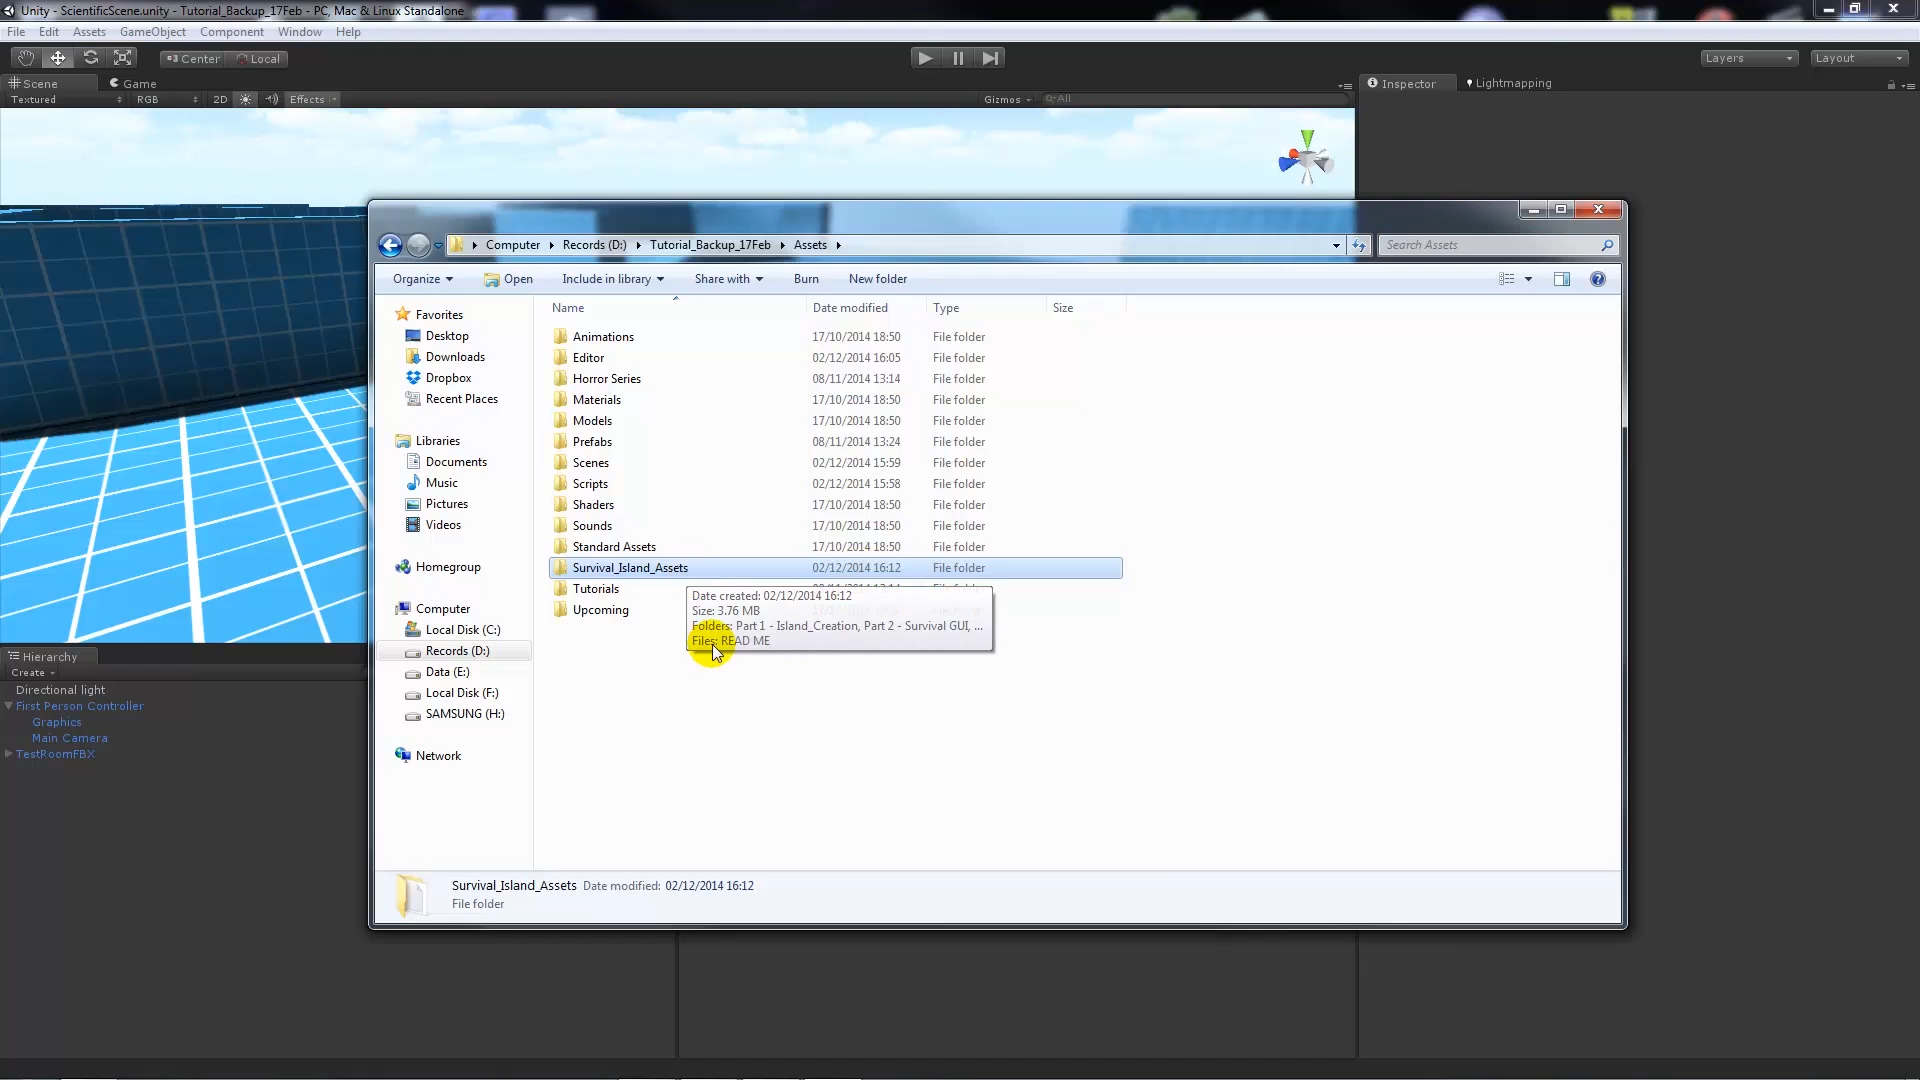 Unity - ScientificScene.unity - Tutorial_Backup_17Feb - PC, Mac & Linux Standalone
File Edit Assets GameObject Component Window Help
Center Local Layers Layout
Scene Game Inspector Lightmapping
Textured RGB 2D Effects Gizmos All
Computer Records (D:) Tutorial_Backup_17Feb Assets Search Assets
Organize Open Include in library Share with Burn New folder
Name Date modified Type Size
Favorites
Desktop
Downloads
Dropbox
Recent Places
Libraries
Documents
Music
Pictures
Videos
Homegroup
Computer
Local Disk (C:)
Records (D:)
Data (E:)
Local Disk (F:)
SAMSUNG (H:)
Network
Animations 17/10/2014 18:50 File folder
Editor 02/12/2014 16:05 File folder
Horror Series 08/11/2014 13:14 File folder
Materials 17/10/2014 18:50 File folder
Models 17/10/2014 18:50 File folder
Prefabs 08/11/2014 13:24 File folder
Scenes 02/12/2014 15:59 File folder
Scripts 02/12/2014 15:58 File folder
Shaders 17/10/2014 18:50 File folder
Sounds 17/10/2014 18:50 File folder
Standard Assets 17/10/2014 18:50 File folder
Survival_Island_Assets 02/12/2014 16:12 File folder
Tutorials
Upcoming
Date created: 02/12/2014 16:12
Size: 3.76 MB
Folders: Part 1 - Island_Creation, Part 2 - Survival GUI, ...
Files: READ ME
Survival_Island_Assets Date modified: 02/12/2014 16:12
File folder
Hierarchy
Create
Directional light
First Person Controller
Graphics
Main Camera
TestRoomFBX